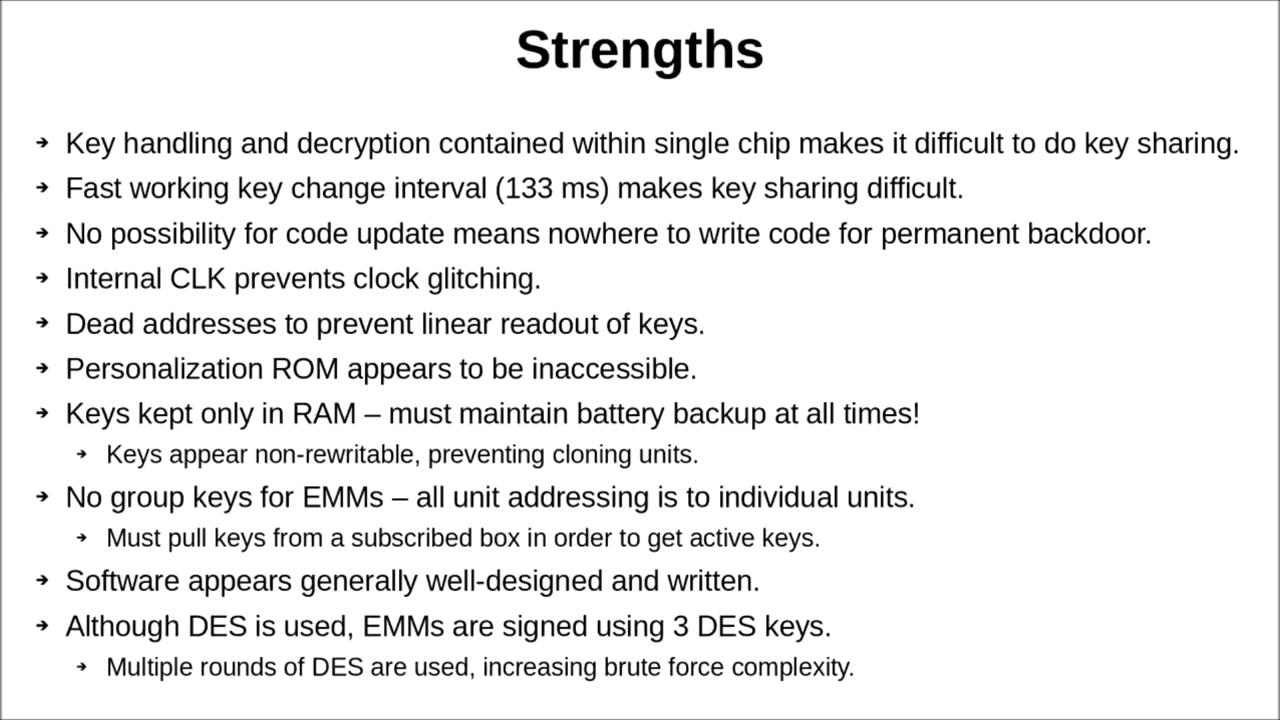 Strengths
➔ Key handling and decryption contained within single chip makes it difficult to do key sharing.
➔ Fast working key change interval (133 ms) makes key sharing difficult.
➔ No possibility for code update means nowhere to write code for permanent backdoor.
➔ Internal CLK prevents clock glitching.
➔ Dead addresses to prevent linear readout of keys.
➔ Personalization ROM appears to be inaccessible.
➔ Keys kept only in RAM – must maintain battery backup at all times!
➔ Keys appear non-rewritable, preventing cloning units.
➔ No group keys for EMMs – all unit addressing is to individual units.
➔ Must pull keys from a subscribed box in order to get active keys.
➔ Software appears generally well-designed and written.
➔ Although DES is used, EMMs are signed using 3 DES keys.
➔ Multiple rounds of DES are used, increasing brute force complexity.